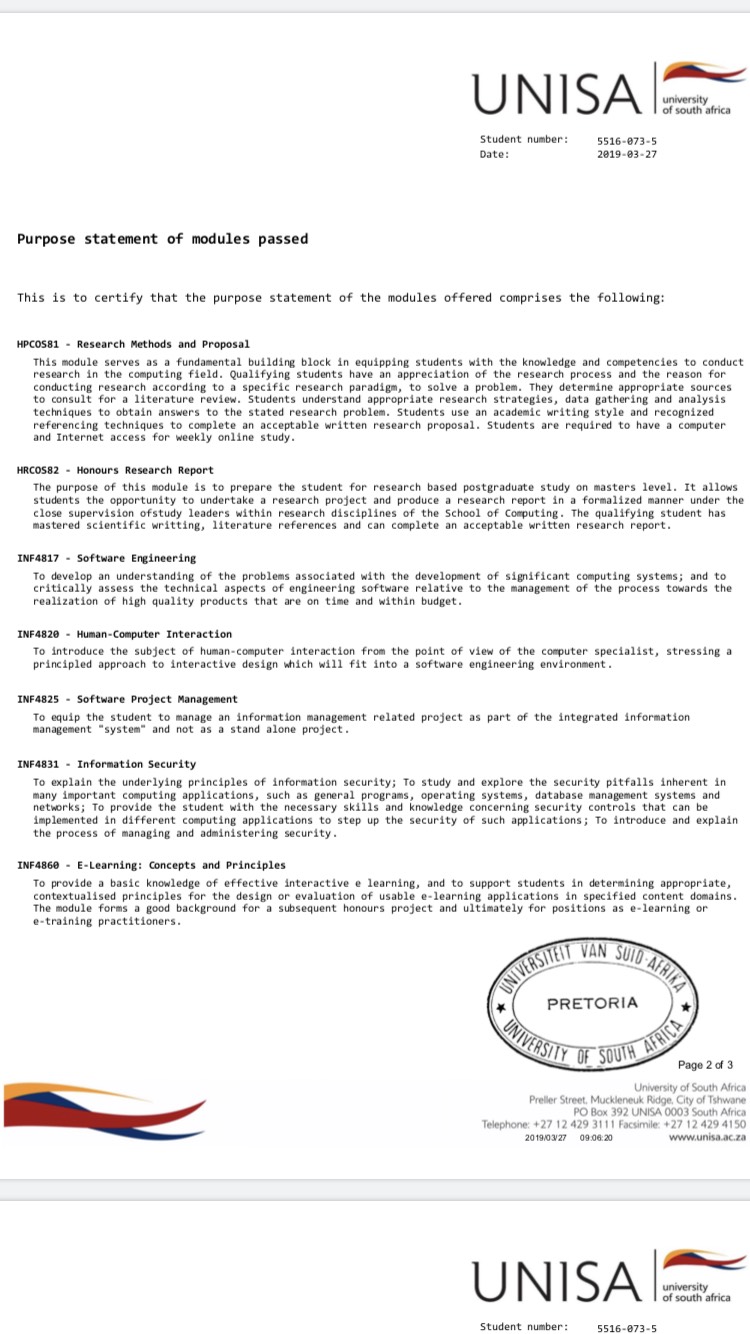 UNISA
university
of south africa
Student number: 5516-073-5
Date: 2019-03-27
Purpose statement of modules passed
This is to certify that the purpose statement of the modules offered comprises the following:
HPCOS81 - Research Methods and Proposal
This module serves as a fundamental building block in equipping students with the knowledge and competencies to conduct
research in the computing field. Qualifying students have an appreciation of the research process and the reason for
conducting research according to a specific research paradigm, to solve a problem. They determine appropriate sources
to consult for a literature review. Students understand appropriate research strategies, data gathering and analysis
techniques to obtain answers to the stated research problem. Students use an academic writing style and recognized
referencing techniques to complete an acceptable written research proposal. Students are required to have a computer
and Internet access for weekly online study.
HRCOS82 - Honours Research Report
The purpose of this module is to prepare the student for research based postgraduate study on masters level. It allows
students the opportunity to undertake a research project and produce a research report in a formalized manner under the
close supervision ofstudy leaders within research disciplines of the School of Computing. The qualifying student has
mastered scientific writting, literature references and can complete an acceptable written research report.
INF4817 - Software Engineering
To develop an understanding of the problems associated with the development of significant computing systems; and to
critically assess the technical aspects of engineering software relative to the management of the process towards the
realization of high quality products that are on time and within budget.
INF4820 - Human-Computer Interaction
To introduce the subject of human-computer interaction from the point of view of the computer specialist, stressing a
principled approach to interactive design which will fit into a software engineering environment.
INF4825 - Software Project Management
To equip the student to manage an information management related project as part of the integrated information
management "system" and not as a stand alone project.
INF4831 - Information Security
To explain the underlying principles of information security; To study and explore the security pitfalls inherent in
many important computing applications, such as general programs, operating systems, database management systems and
networks; To provide the student with the necessary skills and knowledge concerning security controls that can be
implemented in different computing applications to step up the security of such applications; To introduce and explain
the process of managing and administering security.
INF4860 - E-Learning: Concepts and Principles
To provide a basic knowledge of effective interactive e learning, and to support students in determining appropriate,
contextualised principles for the design or evaluation of usable e-learning applications in specified content domains.
The module forms a good background for a subsequent honours project and ultimately for positions as e-learning or
e-training practitioners.
UNIVERSITEIT VAN SUID-AFRIKA
PRETORIA
UNIVERSITY OF SOUTH AFRICA
Page 2 of 3
University of South Africa
Preller Street, Muckleneuk Ridge, City of Tshwane
PO Box 392 UNISA 0003 South Africa
Telephone: +27 12 429 3111 Facsimile: +27 12 429 4150
2019/03/27 09:06:20 www.unisa.ac.za
UNISA
university
of south africa
Student number: 5516-073-5